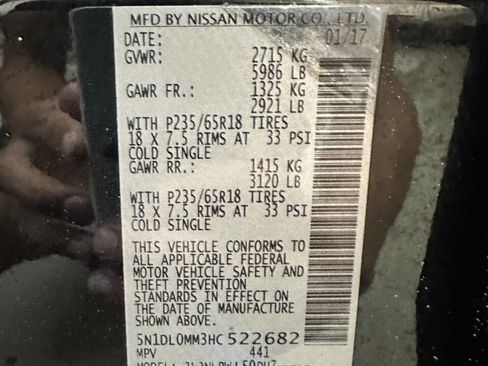 MFD BY NISSAN MOTOR CO., LTD.
DATE: 01/17
GVWR: 2715 KG
5986 LB
GAWR FR.: 1325 KG
2921 LB
WITH P235/65R18 TIRES
18 X 7.5 RIMS AT 33 PSI
COLD SINGLE
GAWR RR.: 1415 KG
3120 LB
WITH P235/65R18 TIRES
18 X 7.5 RIMS AT 33 PSI
COLD SINGLE
THIS VEHICLE CONFORMS TO
ALL APPLICABLE FEDERAL
MOTOR VEHICLE SAFETY AND
THEFT PREVENTION
STANDARDS IN EFFECT ON
THE DATE OF MANUFACTURE
SHOWN ABOVE.
5N1DL0MM3HC522682
MPV 441